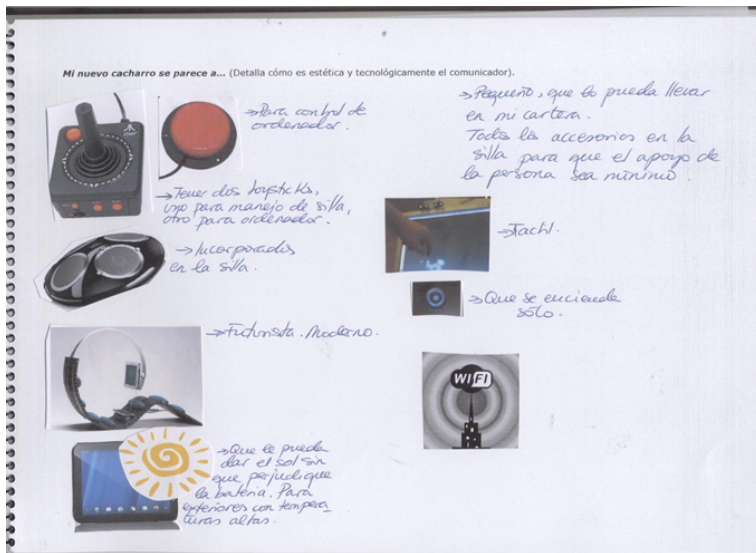 Mi nuevo cacharro se parece a... (Detalla cómo es estética y tecnológicamente el comunicador).
→Para control de
ordenador.
→Tener dos Joysticks,
uno para manejo de silla,
otro para ordenador.
→Incorporados
en la silla.
→Futurista. Moderno.
→Que le pueda
dar el sol sin
que perjudique
la batería. Para
exteriores con tempera_
turas altas.
→Pequeño, que lo pueda llevar
en mi cartera.
Todos los accesorios en la
silla para que el apoyo de
la persona sea mínimo.
→Táctil.
→Que se encienda
sólo.
WIFI